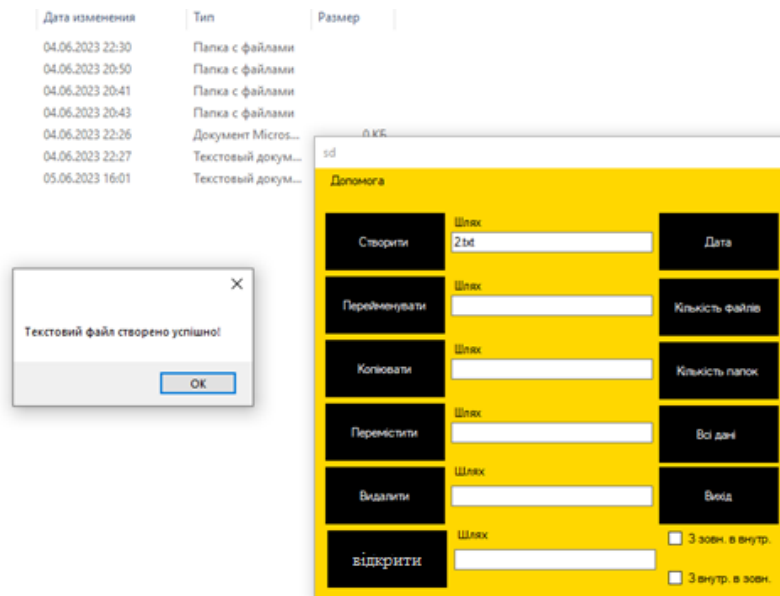 Дата изменения Тип Размер
04.06.2023 22:30 Папка с файлами
04.06.2023 20:50 Папка с файлами
04.06.2023 20:41 Папка с файлами
04.06.2023 20:43 Папка с файлами
04.06.2023 22:26 Документ Micros... 0 КБ
04.06.2023 22:27 Текстовый докум...
05.06.2023 16:01 Текстовый докум...
Текстовий файл створено успішно!
OK
sd
Допомога
Шлях
Створити 2.txt Дата
Шлях
Перейменувати Кількість файлів
Шлях
Копіювати Кількість папок
Шлях
Перемістити Всі дані
Шлях
Видалити Вихід
Шлях
відкрити
З зовн. в внутр.
З внутр. в зовн.